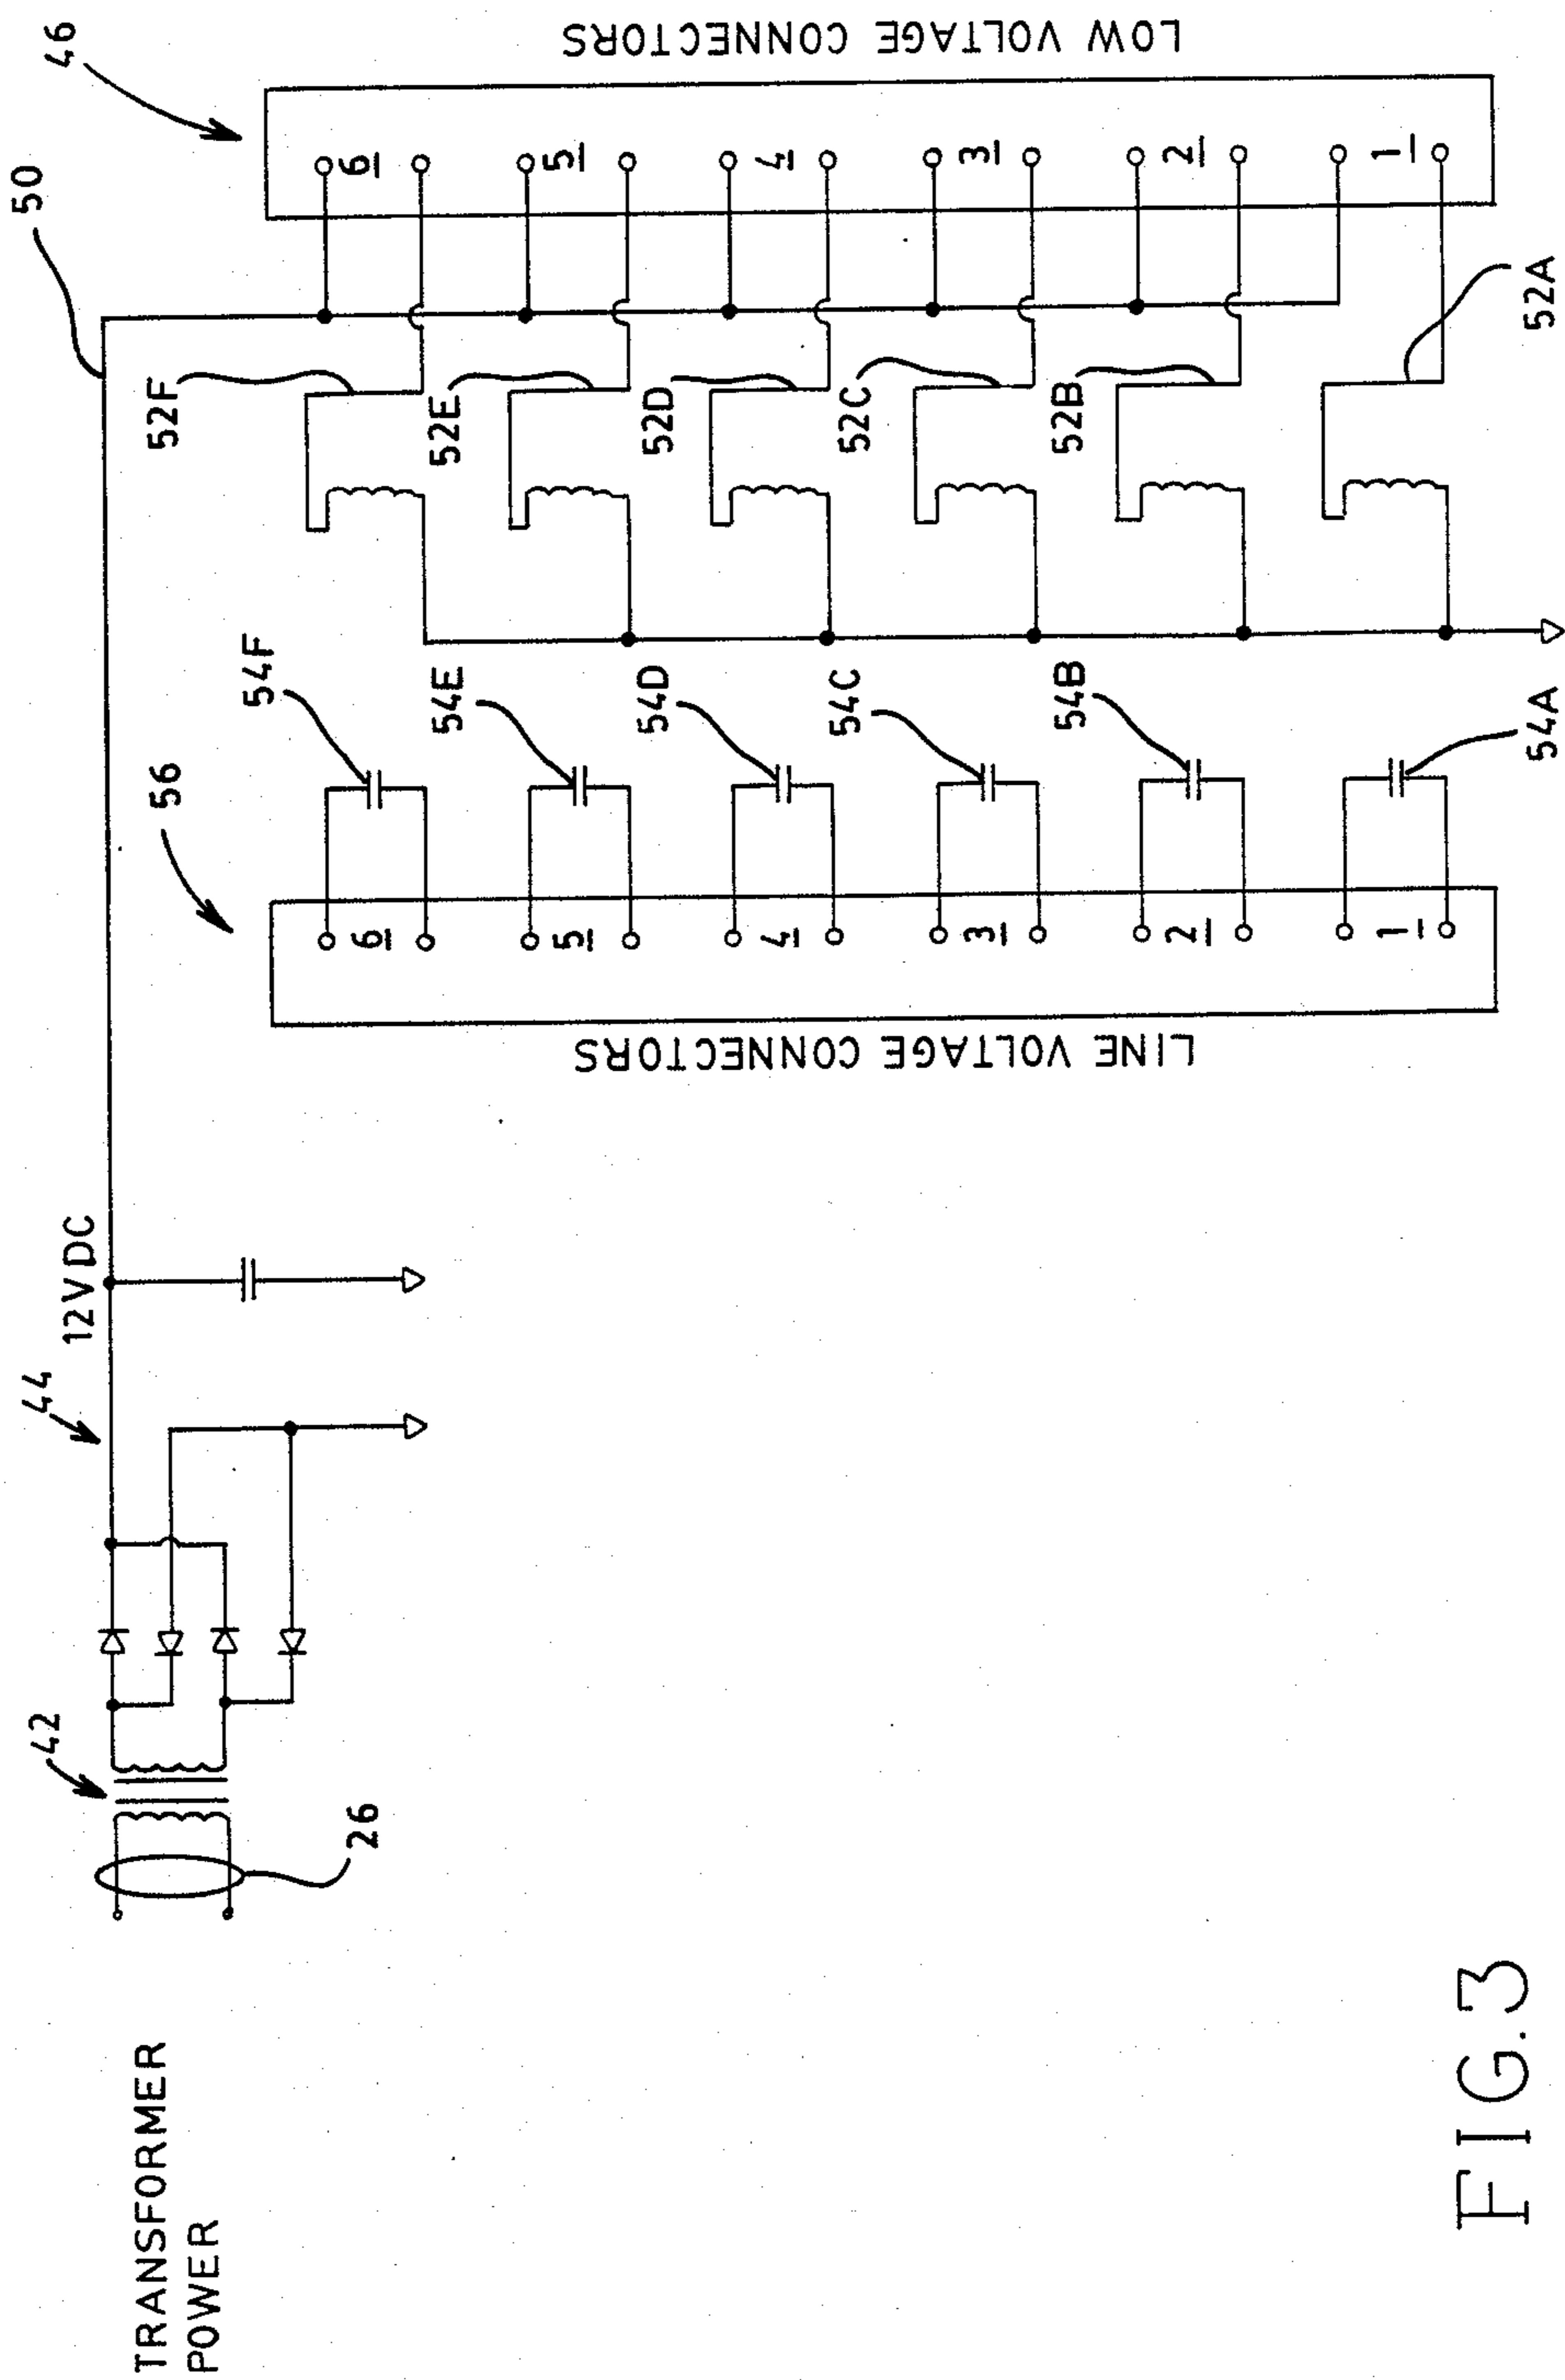 TRANSFORMER
POWER
26
42
44
12VDC
50
46
56
54F
54E
54D
54C
54B
54A
52F
52E
52D
52C
52B
52A
6
5
4
3
2
1
LINE VOLTAGE CONNECTORS
6
5
4
3
2
1
LOW VOLTAGE CONNECTORS
FIG.3